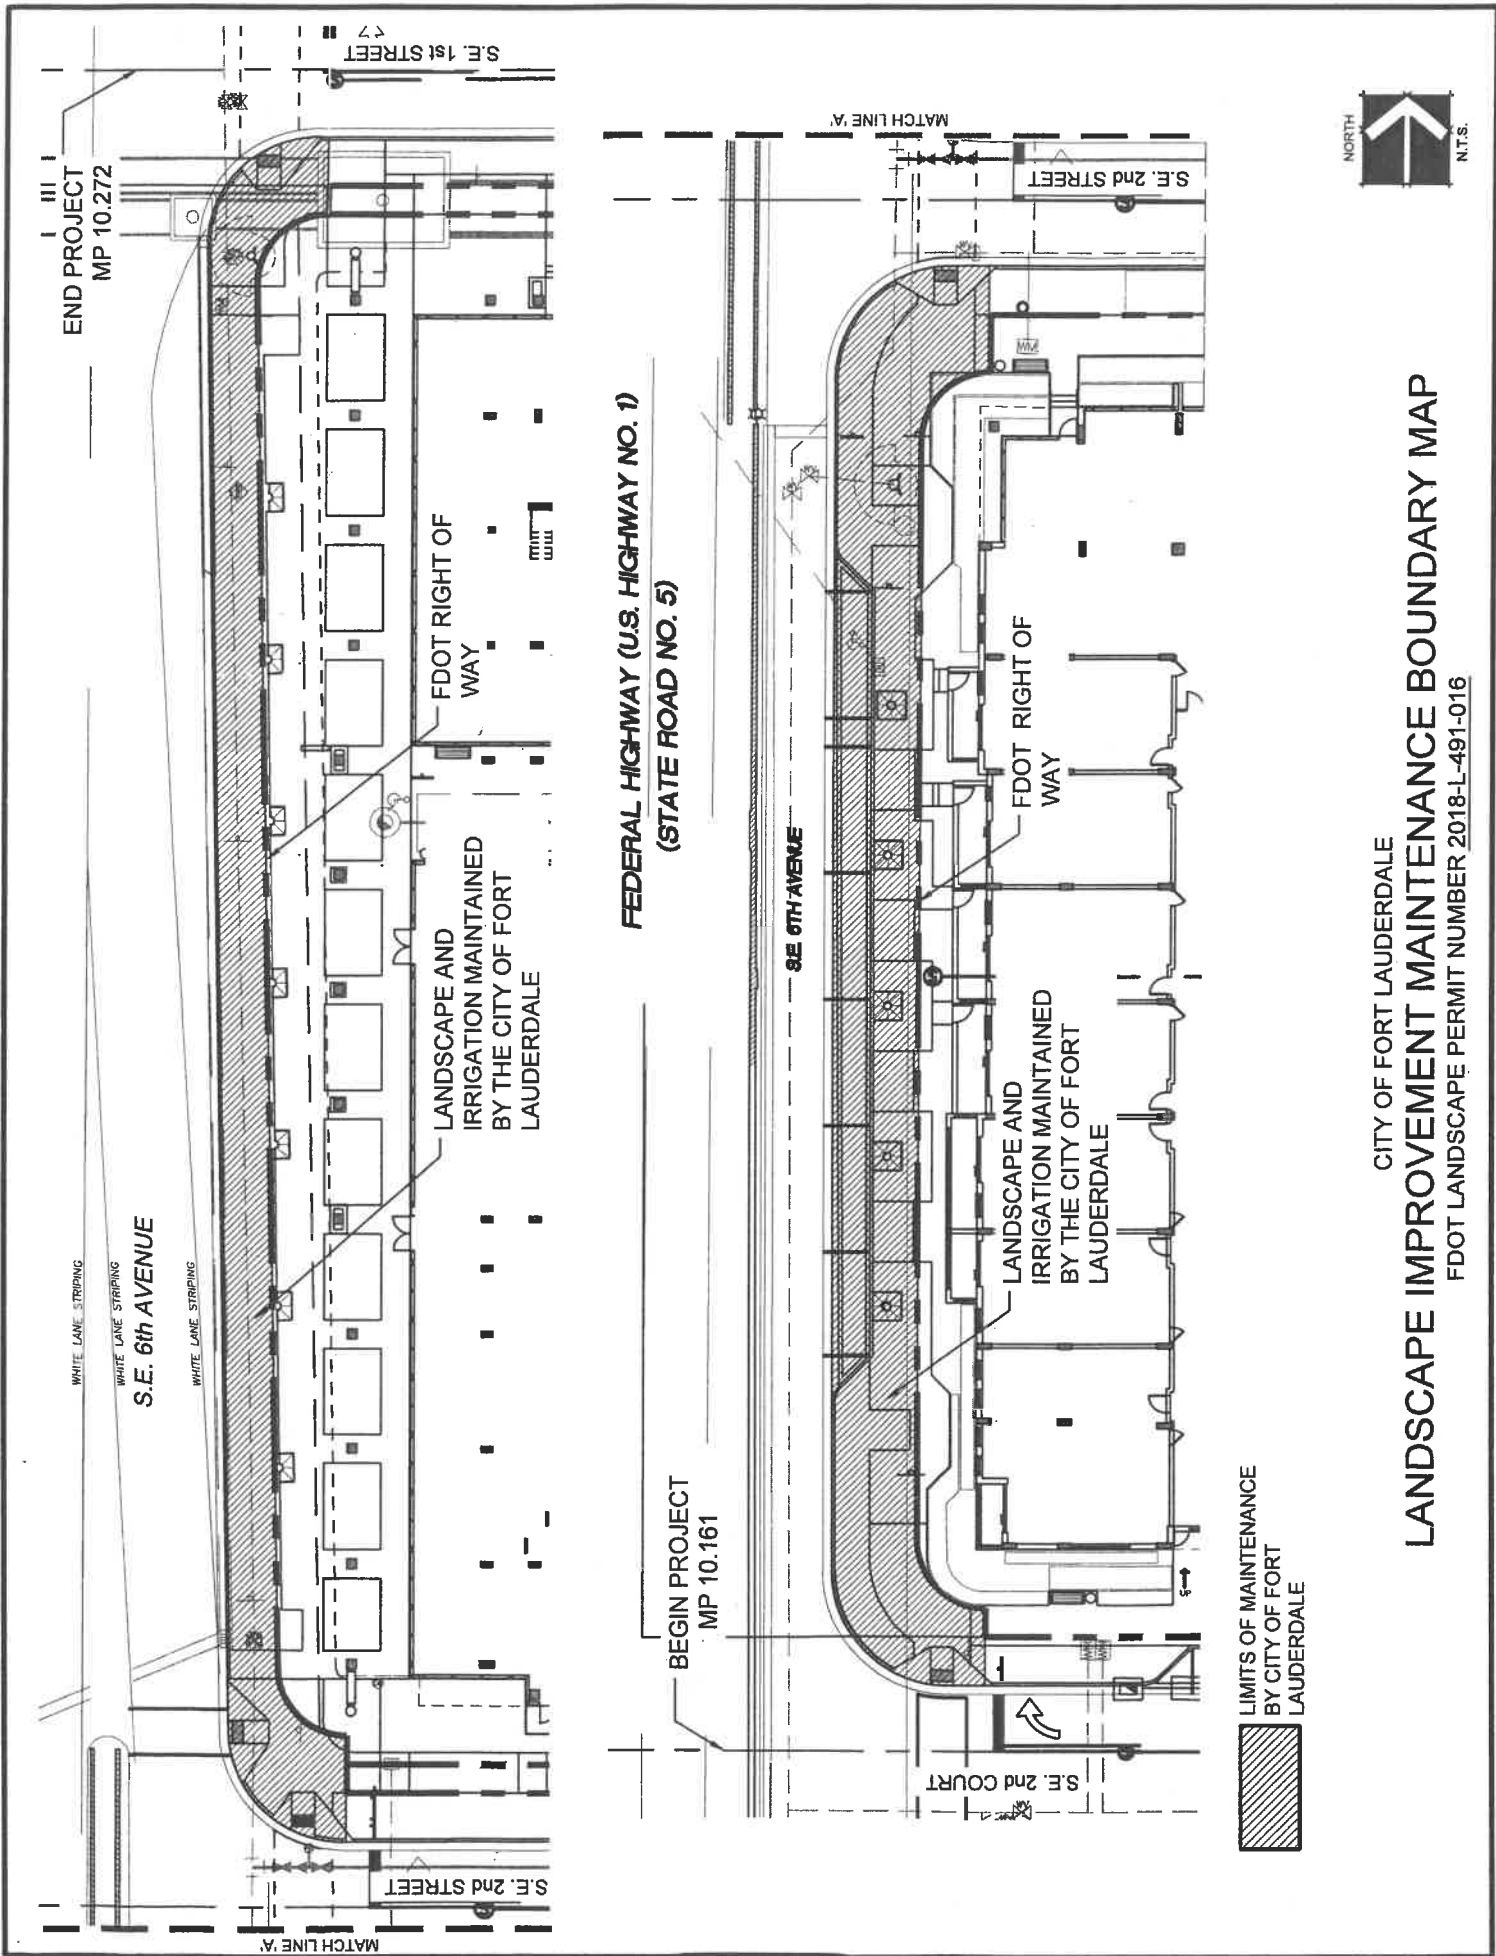 END PROJECT
MP 10.272
S.E. 1st STREET
WHITE LANE STRIPING
WHITE LANE STRIPING
S.E. 6th AVENUE
WHITE LANE STRIPING
FDOT RIGHT OF
WAY
LANDSCAPE AND
IRRIGATION MAINTAINED
BY THE CITY OF FORT
LAUDERDALE
S.E. 2nd STREET
MATCH LINE 'A'
FEDERAL HIGHWAY (U.S. HIGHWAY NO. 1)
(STATE ROAD NO. 5)
MATCH LINE 'A'
S.E. 2nd STREET
WM
S.E. 6TH AVENUE
FDOT RIGHT OF
WAY
LANDSCAPE AND
IRRIGATION MAINTAINED
BY THE CITY OF FORT
LAUDERDALE
BEGIN PROJECT
MP 10.161
S.E. 2nd COURT
UP
LIMITS OF MAINTENANCE
BY CITY OF FORT
LAUDERDALE
CITY OF FORT LAUDERDALE
LANDSCAPE IMPROVEMENT MAINTENANCE BOUNDARY MAP
FDOT LANDSCAPE PERMIT NUMBER 2018-L-491-016
NORTH
N.T.S.